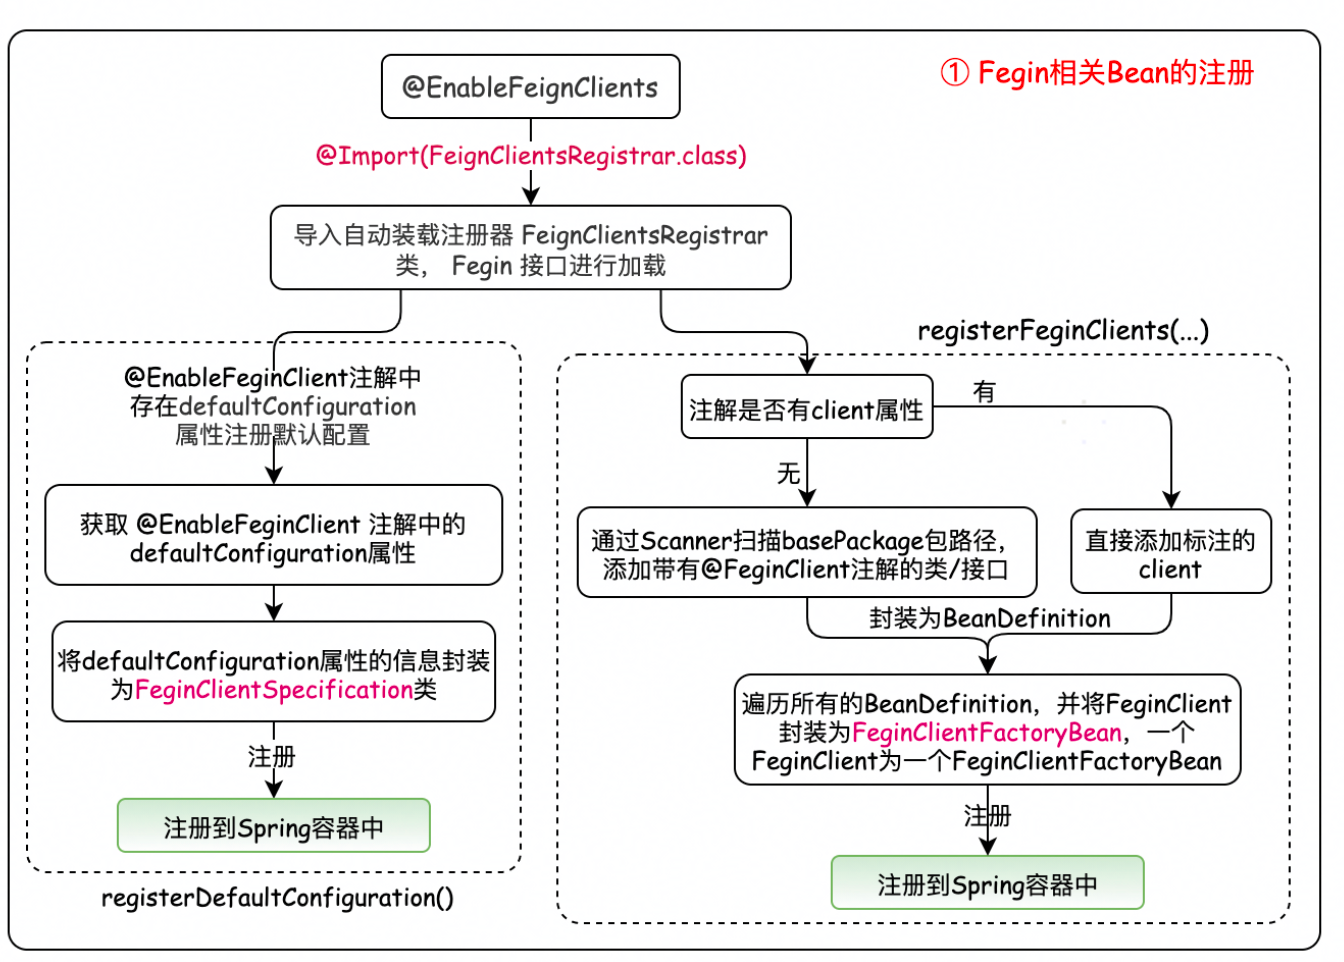 ① Fegin相关Bean的注册
@EnableFeignClients
@Import(FeignClientsRegistrar.class)
导入自动装载注册器 FeignClientsRegistrar
类， Fegin 接口进行加载
@EnableFeginClient注解中
存在defaultConfiguration
属性注册默认配置
获取 @EnableFeginClient 注解中的
defaultConfiguration属性
将defaultConfiguration属性的信息封装
为FeginClientSpecification类
注册
注册到Spring容器中
registerDefaultConfiguration()
registerFeginClients(...)
注解是否有client属性
有
无
通过Scanner扫描basePackage包路径，
添加带有@FeginClient注解的类/接口
直接添加标注的
client
封装为BeanDefinition
遍历所有的BeanDefinition，并将FeginClient
封装为FeginClientFactoryBean，一个
FeginClient为一个FeginClientFactoryBean
注册
注册到Spring容器中